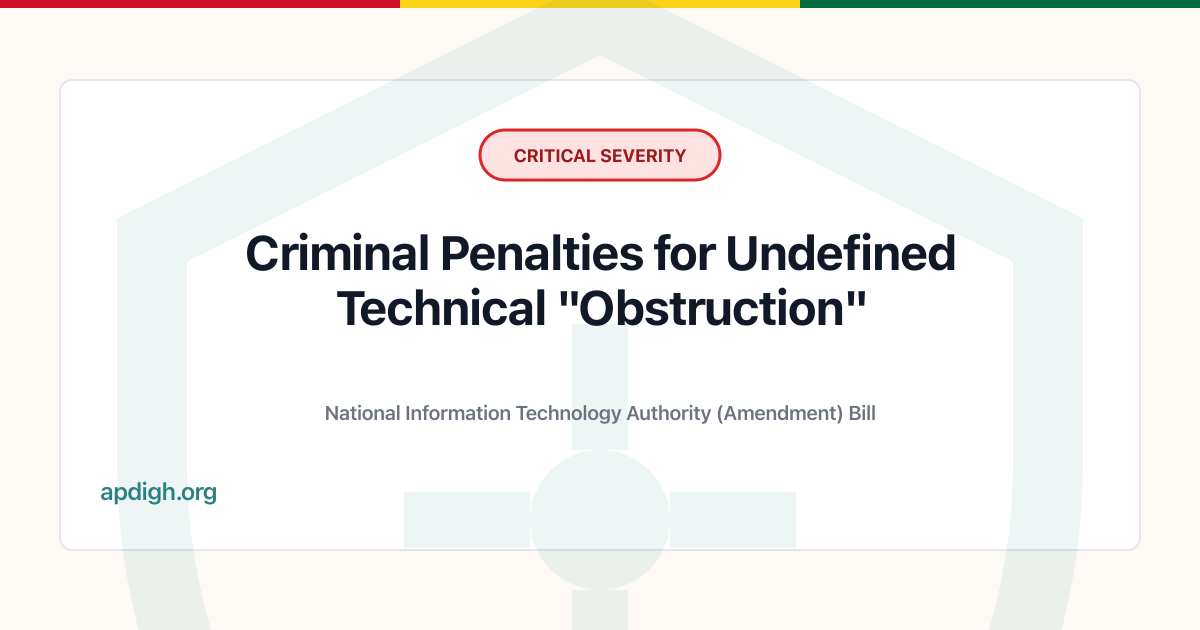 CRITICAL SEVERITY
Criminal Penalties for Undefined
Technical "Obstruction"
National Information Technology Authority (Amendment) Bill
apdigh.org